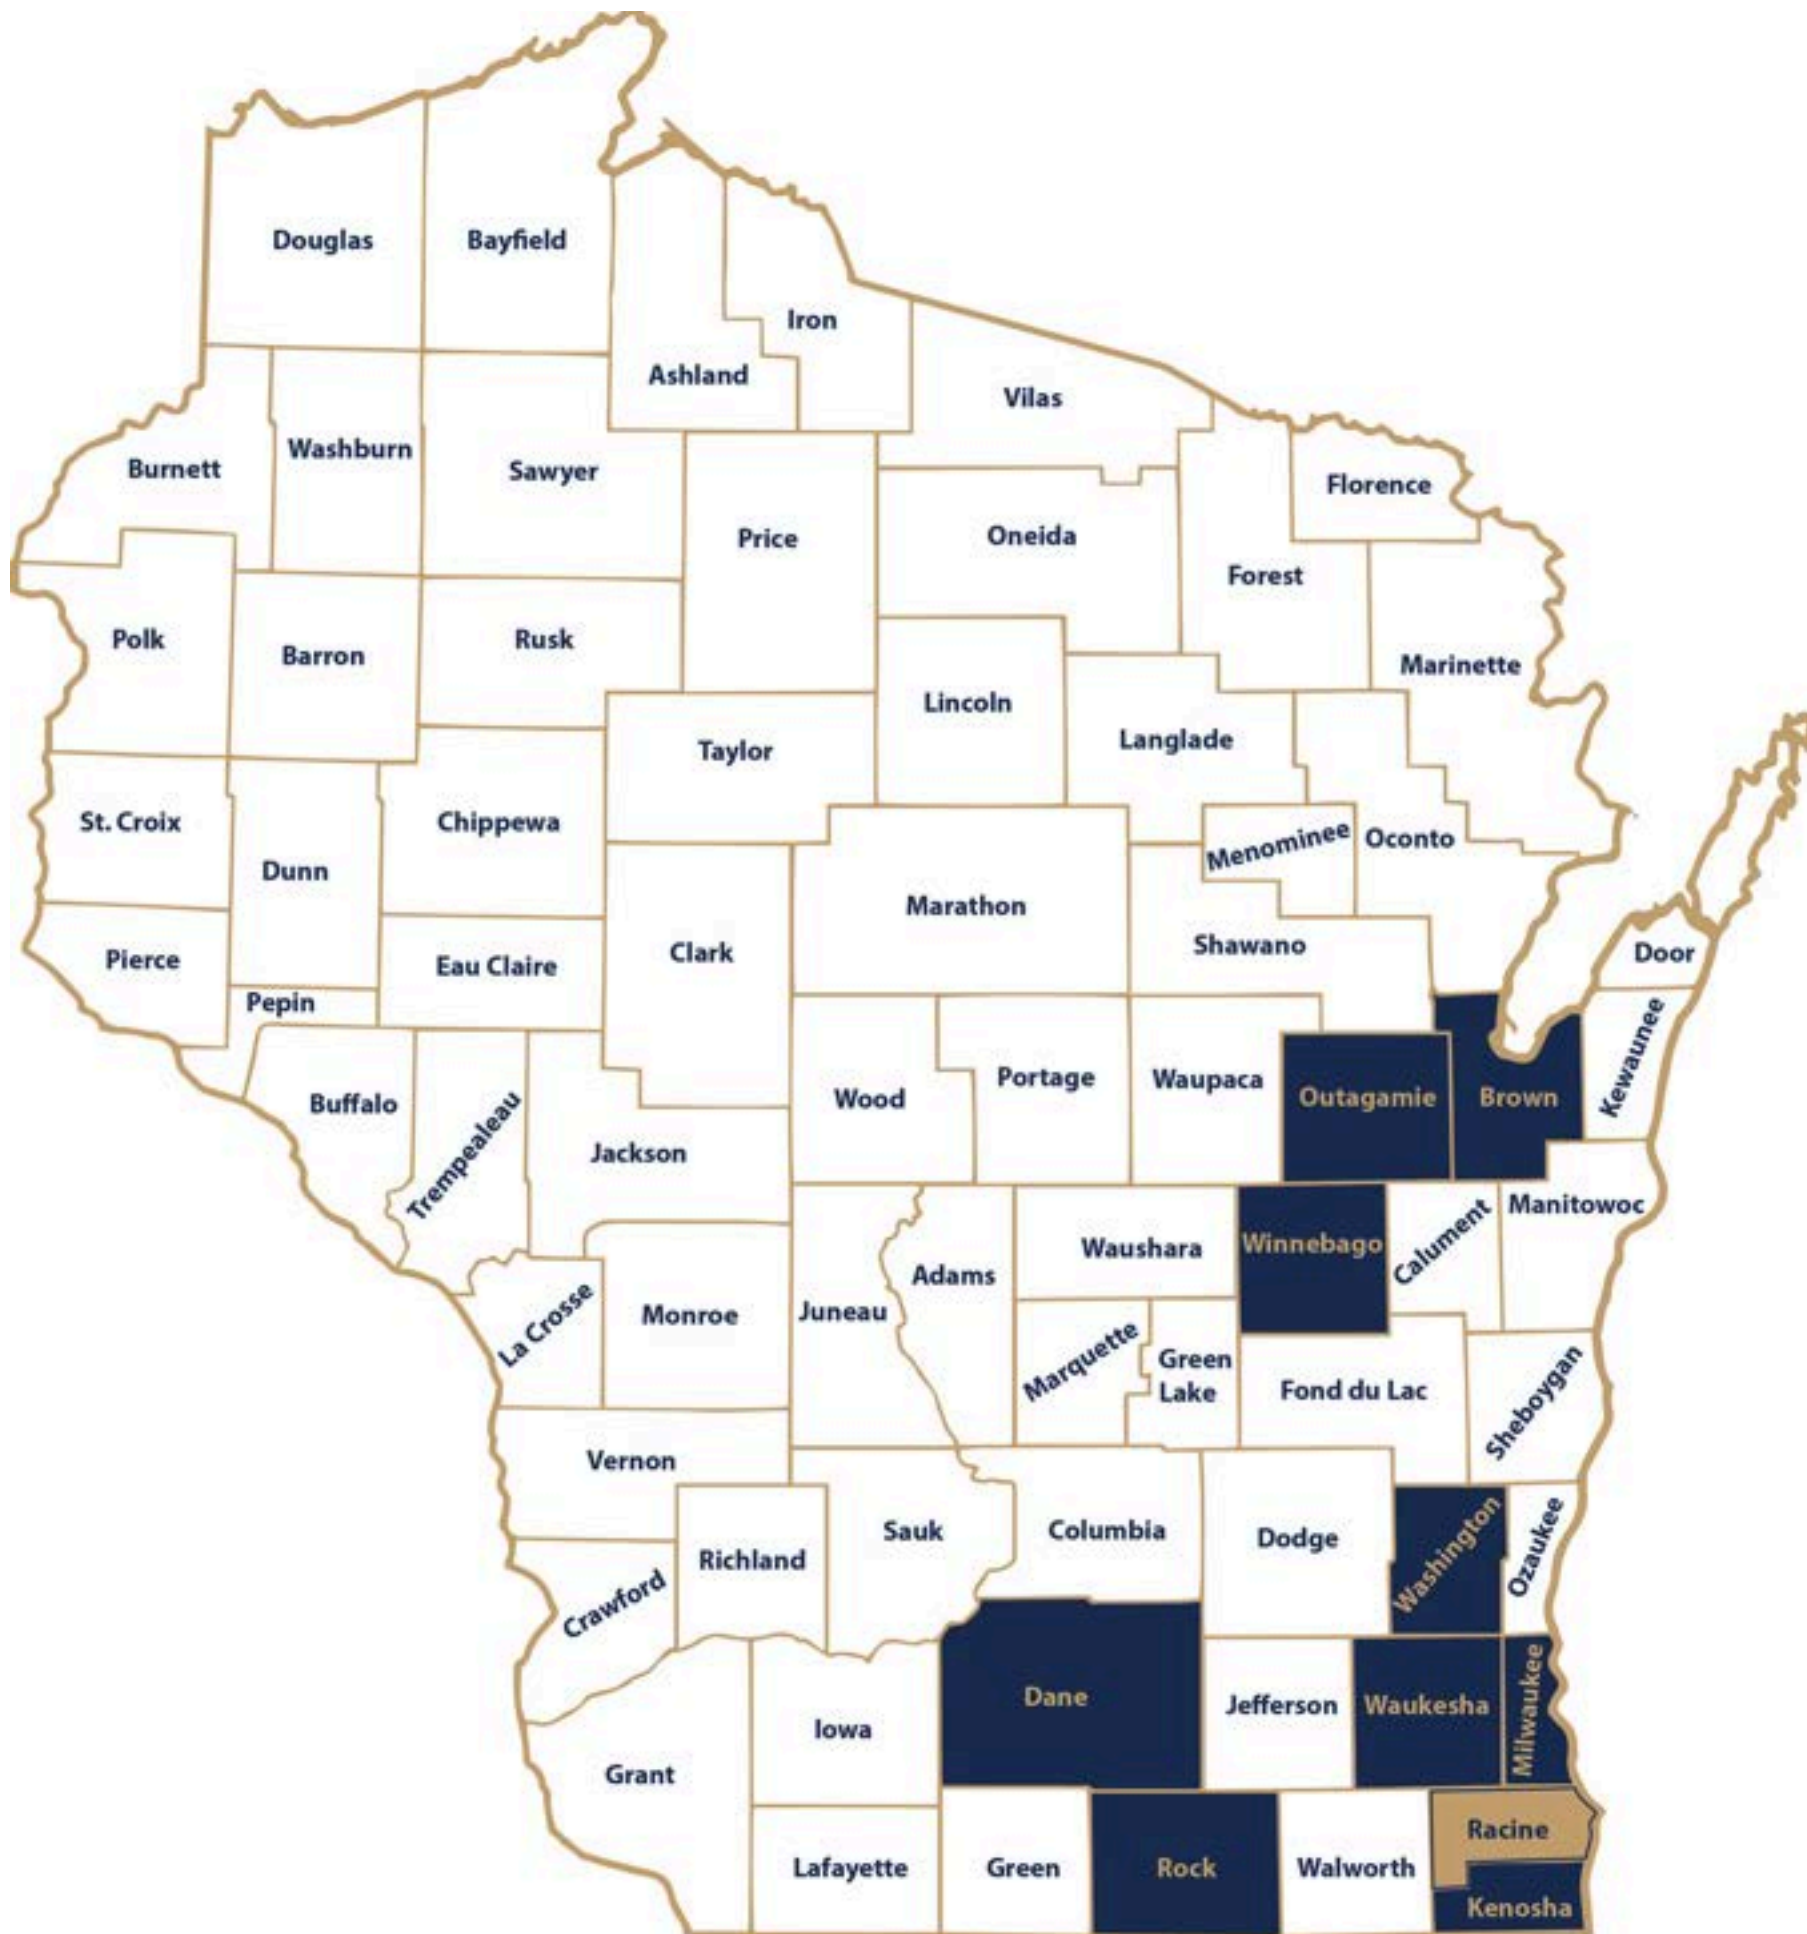 Douglas
Bayfield
Iron
Ashland
Vilas
Washburn
Burnett
Sawyer
Florence
Price
Oneida
Forest
Polk
Barron
Rusk
Marinette
Lincoln
Langlade
Taylor
St. Croix
Chippewa
Menominee
Oconto
Dunn
Marathon
Shawano
Clark
Door
Pierce
Eau Claire
Pepin
Kewaunee
Portage
Waupaca
Outagamie
Brown
Wood
Buffalo
Trempealeau
Jackson
Manitowoc
Winnebago
Calument
Waushara
Adams
Juneau
Monroe
La Crosse
Marquette
Green
Lake
Fond du Lac
Sheboygan
Vernon
Sauk
Columbia
Dodge
Washington
Ozaukee
Richland
Crawford
Dane
Jefferson
Waukesha
Milwaukee
Iowa
Grant
Racine
Lafayette
Green
Rock
Walworth
Kenosha